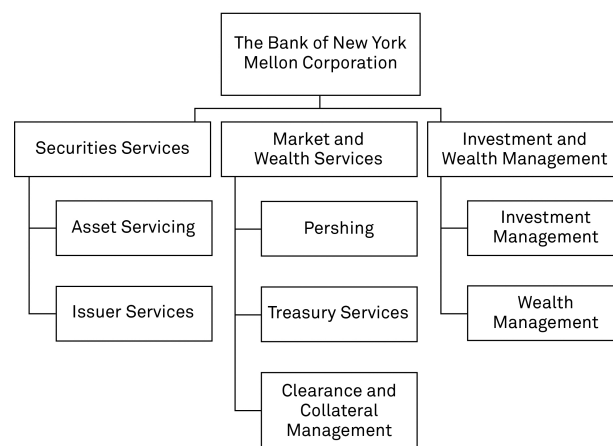 The Bank of New York
Mellon Corporation
Securities Services
Market and
Wealth Services
Investment and
Wealth Management
Asset Servicing
Pershing
Investment
Management
Issuer Services
Treasury Services
Wealth
Management
Clearance and
Collateral
Management